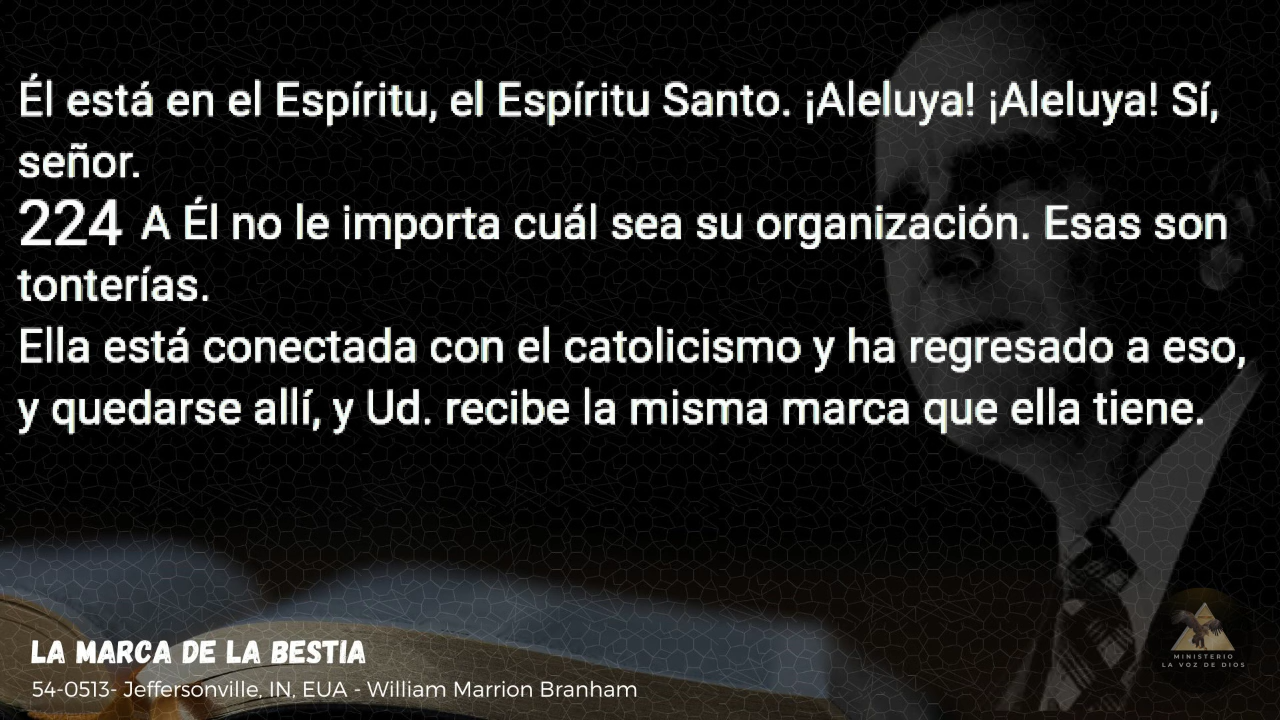 Él está en el Espíritu, el Espíritu Santo. ¡Aleluya! ¡Aleluya! Sí,
señor.
224 A Él no le importa cuál sea su organización. Esas son
tonterías.
Ella está conectada con el catolicismo y ha regresado a eso,
y quedarse allí, y Ud. recibe la misma marca que ella tiene.
LA MARCA DE LA BESTIA
54-0513- Jeffersonville, IN, EUA - William Marrion Branham
MINISTERIO
LA VOZ DE DIOS